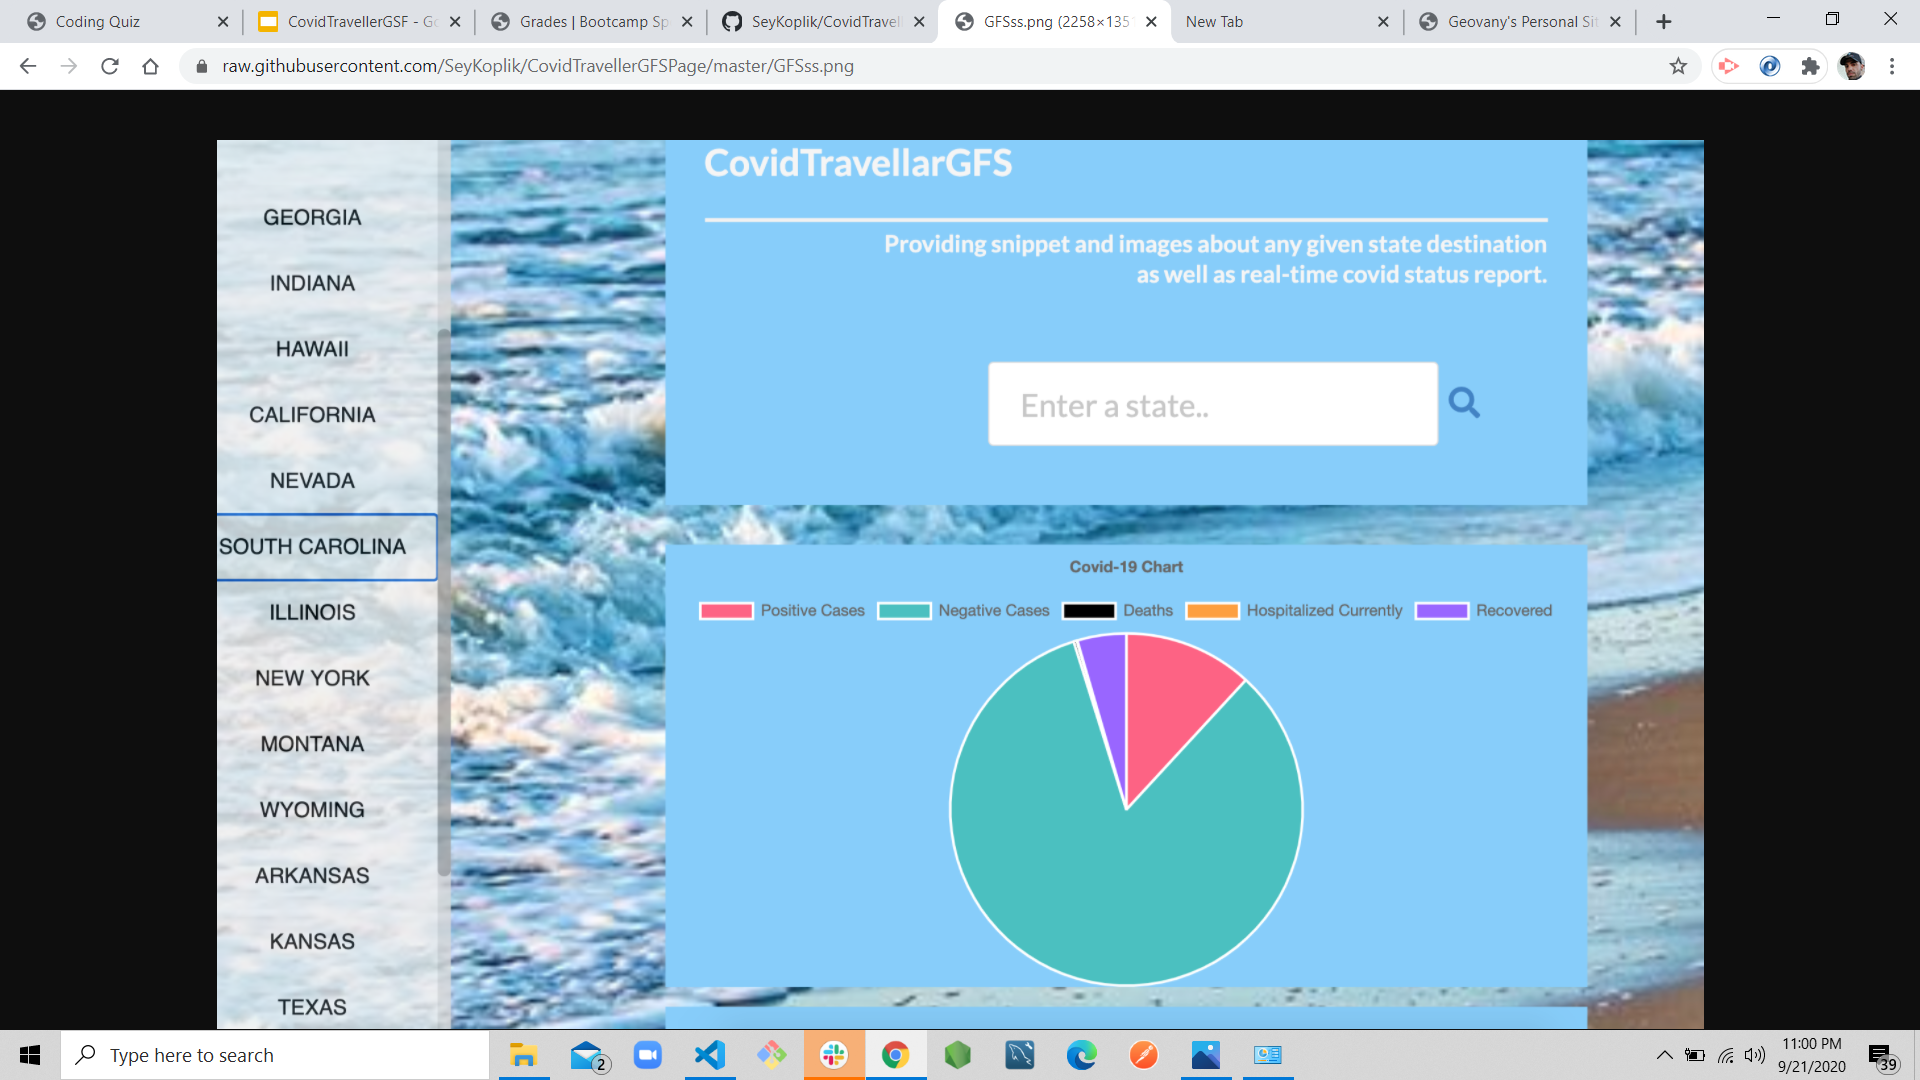 Coding Quiz
CovidTravellerGSF - Go
Grades | Bootcamp Sp
SeyKoplik/CovidTravell
GFSss.png (2258×135
New Tab
Geovany's Personal Sit
raw.githubusercontent.com/SeyKoplik/CovidTravellerGFSPage/master/GFSss.png
GEORGIA
INDIANA
HAWAII
CALIFORNIA
NEVADA
SOUTH CAROLINA
ILLINOIS
NEW YORK
MONTANA
WYOMING
ARKANSAS
KANSAS
TEXAS
CovidTravellarGFS
Providing snippet and images about any given state destination
as well as real-time covid status report.
Enter a state..
Covid-19 Chart
Positive Cases Negative Cases Deaths Hospitalized Currently Recovered
Type here to search
2
11:00 PM
9/21/2020
39